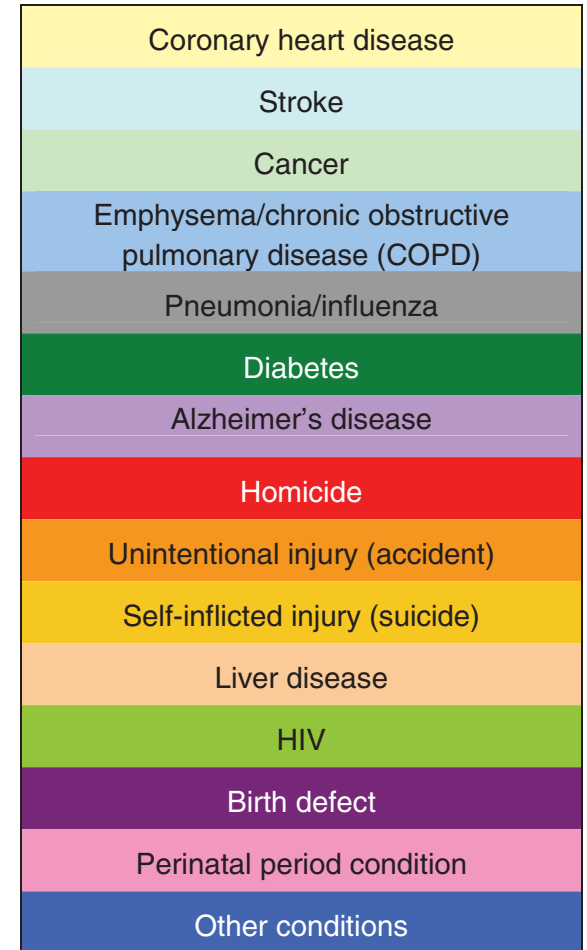 Coronary heart disease
Stroke
Cancer
Emphysema/chronic obstructive
pulmonary disease (COPD)
Pneumonia/influenza
Diabetes
Alzheimer’s disease
Homicide
Unintentional injury (accident)
Self-inflicted injury (suicide)
Liver disease
HIV
Birth defect
Perinatal period condition
Other conditions